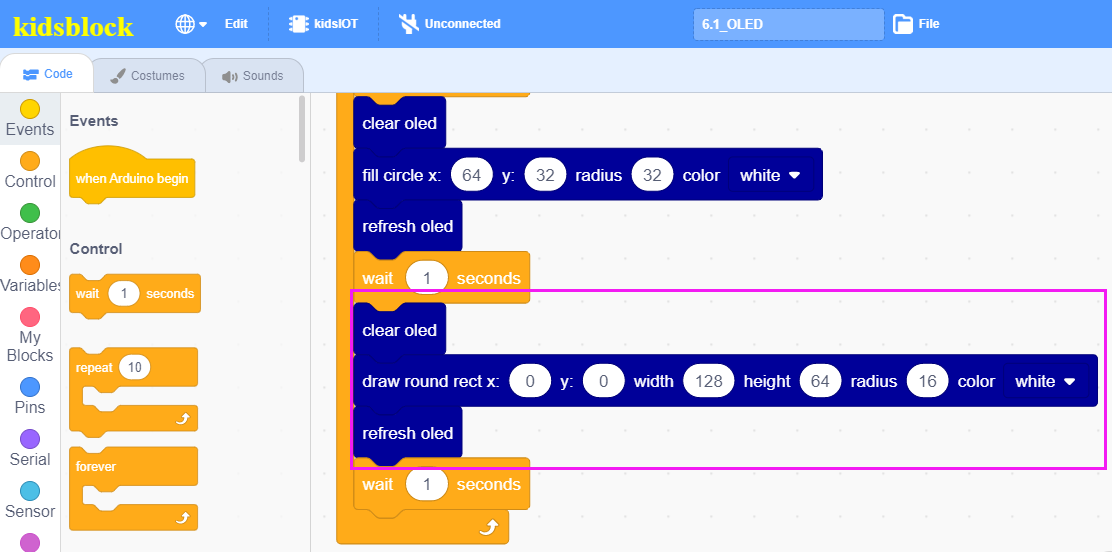 kidsblock
Edit
kidsIOT
Unconnected
6.1_OLED
File
Code
Costumes
Sounds
Events
Control
Operator
Variables
My
Blocks
Pins
Serial
Sensor
Events
when Arduino begin
Control
wait 1 seconds
repeat 10
forever
clear oled
fill circle x: 64 y: 32 radius 32 color white
refresh oled
wait 1 seconds
clear oled
draw round rect x: 0 y: 0 width 128 height 64 radius 16 color white
refresh oled
wait 1 seconds